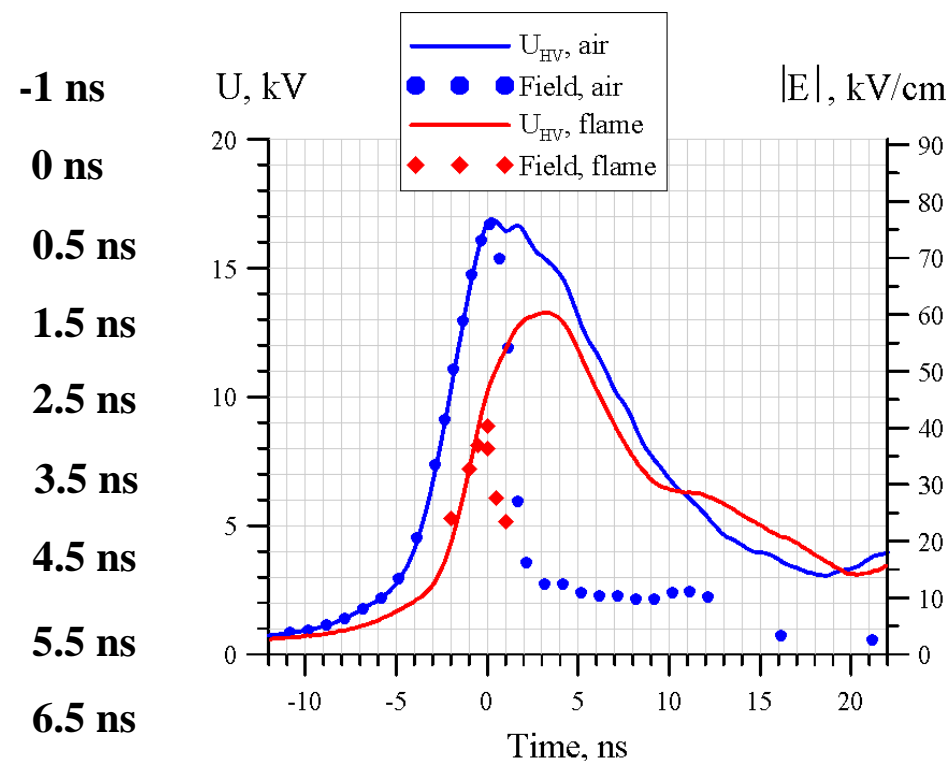 -1 ns
0 ns
0.5 ns
1.5 ns
2.5 ns
3.5 ns
4.5 ns
5.5 ns
6.5 ns
U_HV, air
Field, air
U_HV, flame
Field, flame
U, kV
|E|, kV/cm
20
15
10
5
0
90
80
70
60
50
40
30
20
10
0
-10 -5 0 5 10 15 20
Time, ns